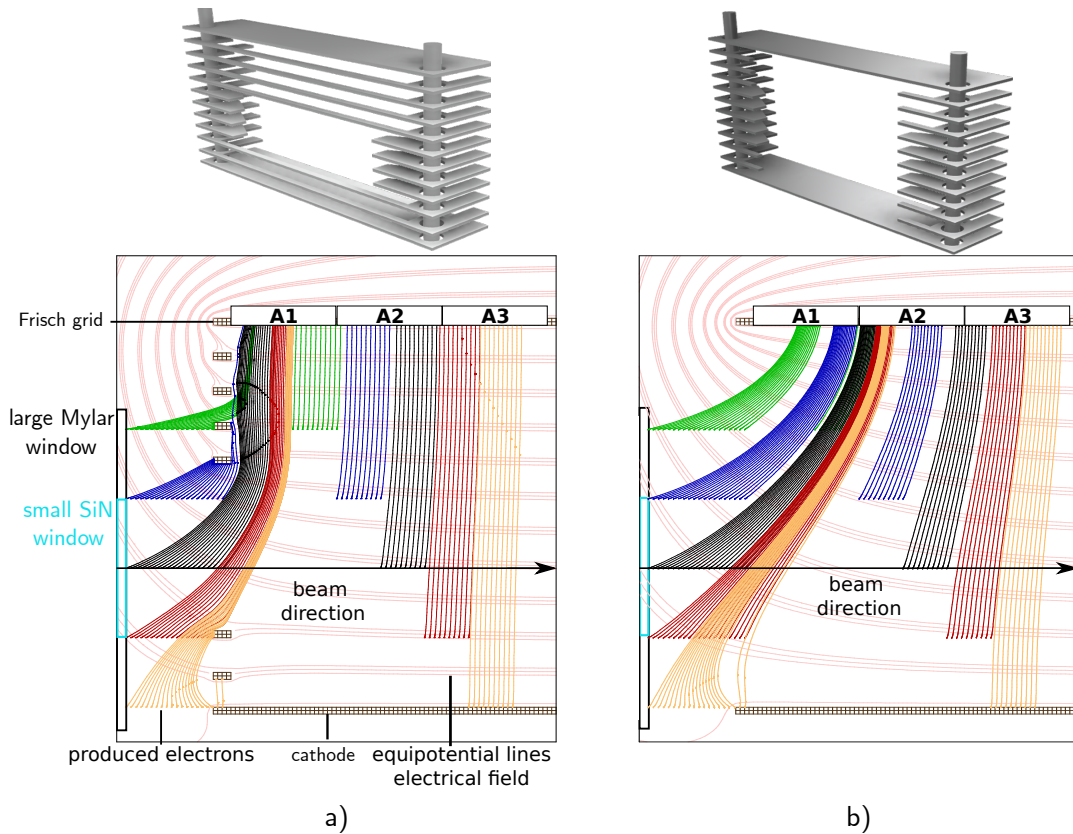 Frisch grid
A1
A2
A3
large Mylar
window
small SiN
window
beam
direction
produced electrons
cathode
equipotential lines
electrical field
a)
A1
A2
A3
beam
direction
b)